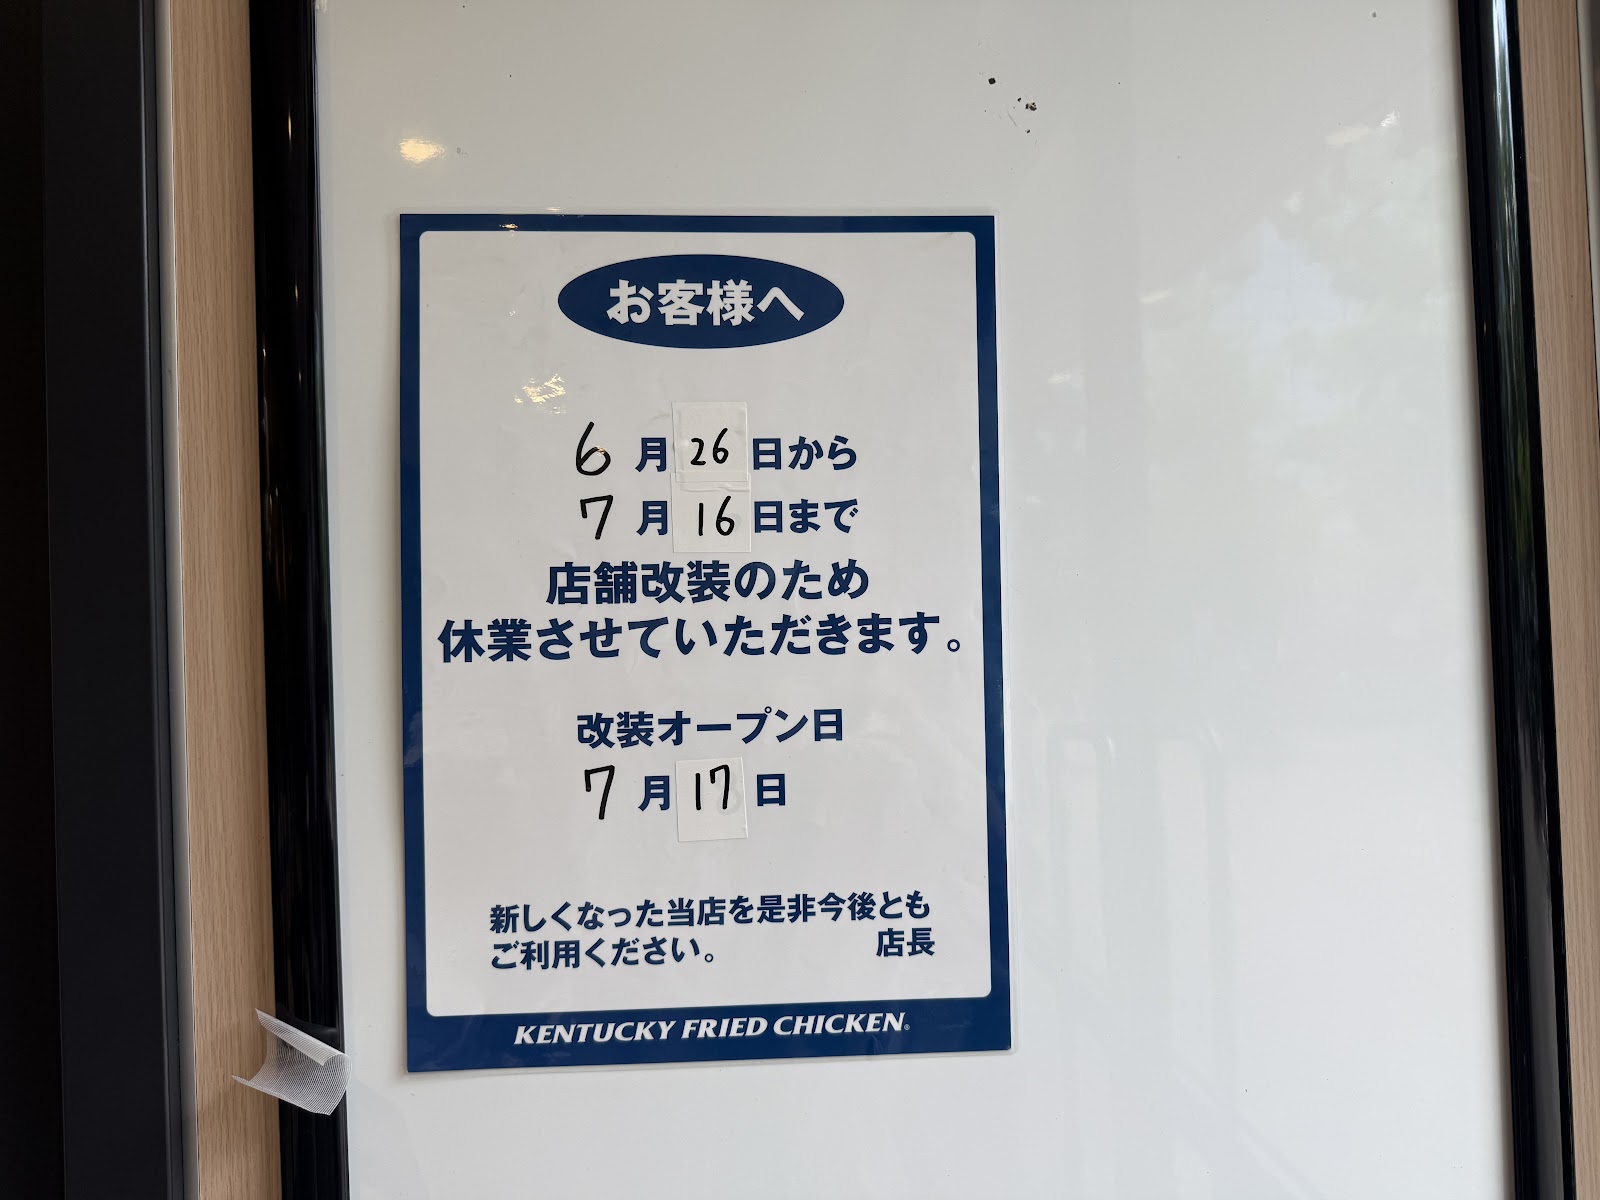 お客様へ
6月26日から
7月16日まで
店舗改装のため
休業させていただきます。
改装オープン日
7月17日
新しくなった当店を是非今後とも
ご利用ください。 店長
KENTUCKY FRIED CHICKEN®